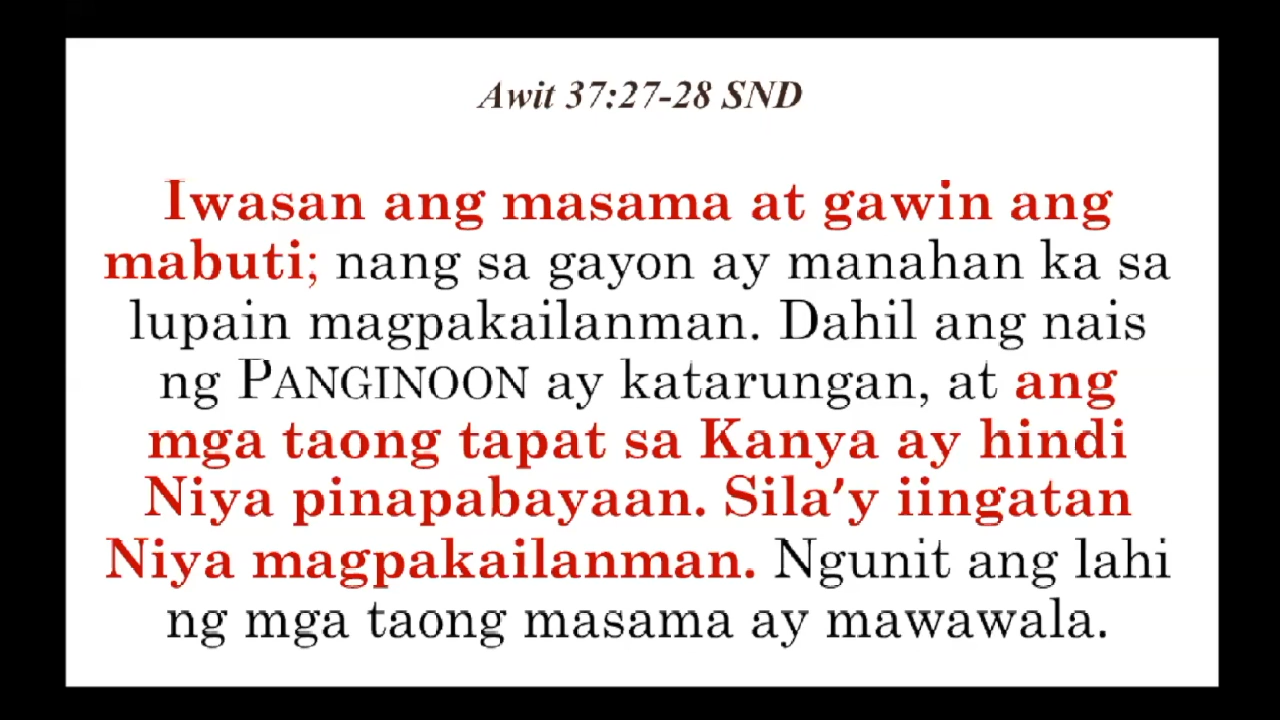 Awit 37:27-28 SND
Iwasan ang masama at gawin ang
mabuti; nang sa gayon ay manahan ka sa
lupain magpakailanman. Dahil ang nais
ng PANGINOON ay katarungan, at ang
mga taong tapat sa Kanya ay hindi
Niya pinapabayaan. Sila’y iingatan
Niya magpakailanman. Ngunit ang lahi
ng mga taong masama ay mawawala.